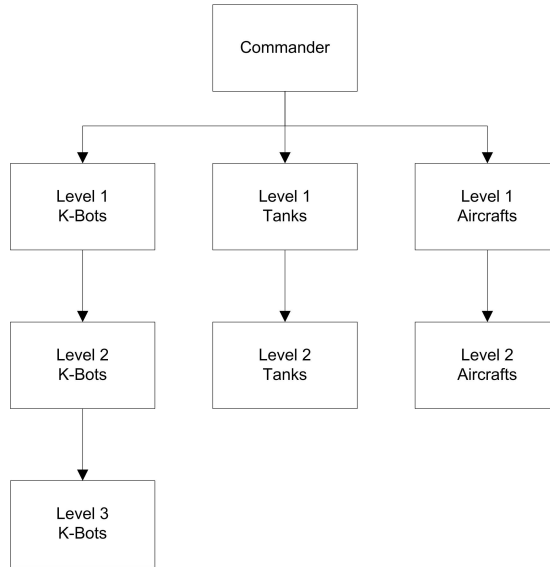 Commander
Level 1
K-Bots
Level 1
Tanks
Level 1
Aircrafts
Level 2
K-Bots
Level 2
Tanks
Level 2
Aircrafts
Level 3
K-Bots